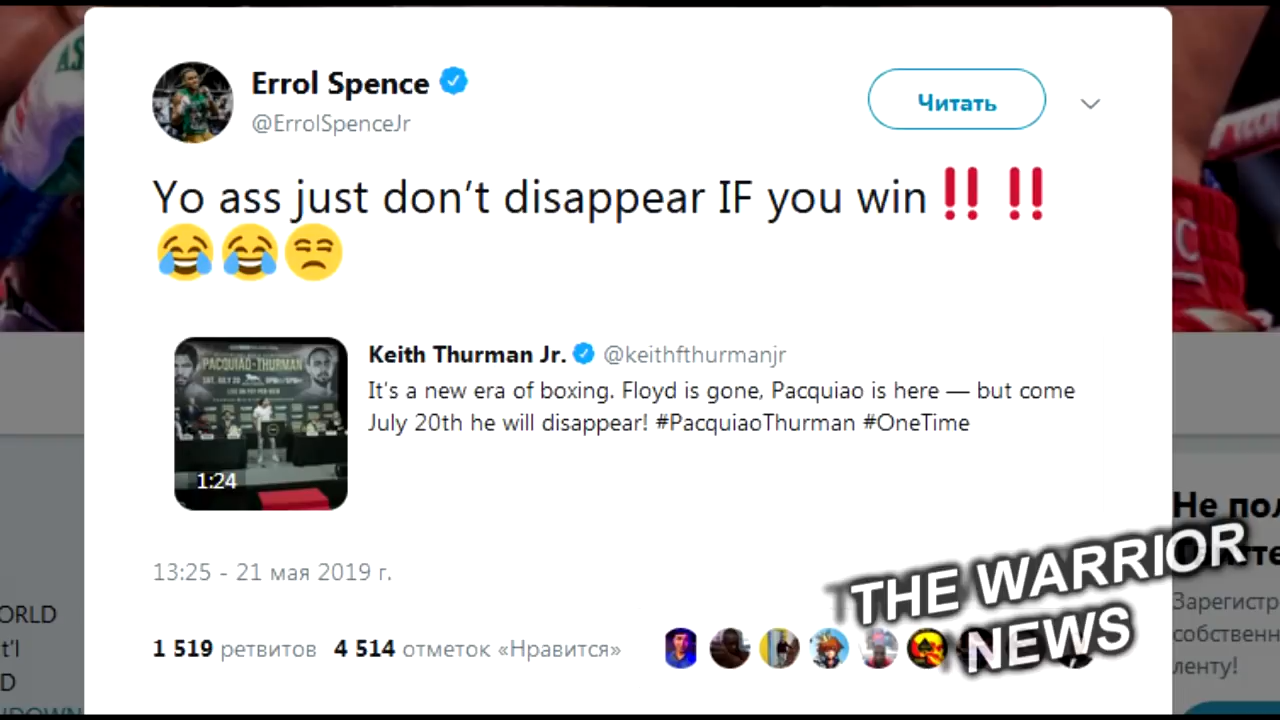 Errol Spence
@ErrolSpenceJr
Читать
Yo ass just don’t disappear IF you win‼ ‼
😂😂😒
PACQUIAO-THURMAN
SAT. JULY 20
1:24
Keith Thurman Jr. @keithfthurmanjr
It’s a new era of boxing. Floyd is gone, Pacquiao is here — but come
July 20th he will disappear! #PacquiaoThurman #OneTime
13:25 - 21 мая 2019 г.
1 519 ретвитов 4 514 отметок «Нравится»
THE WARRIOR
NEWS
Не пол
Зарегистр
собственн
ленту!
ORLD
t'l
D